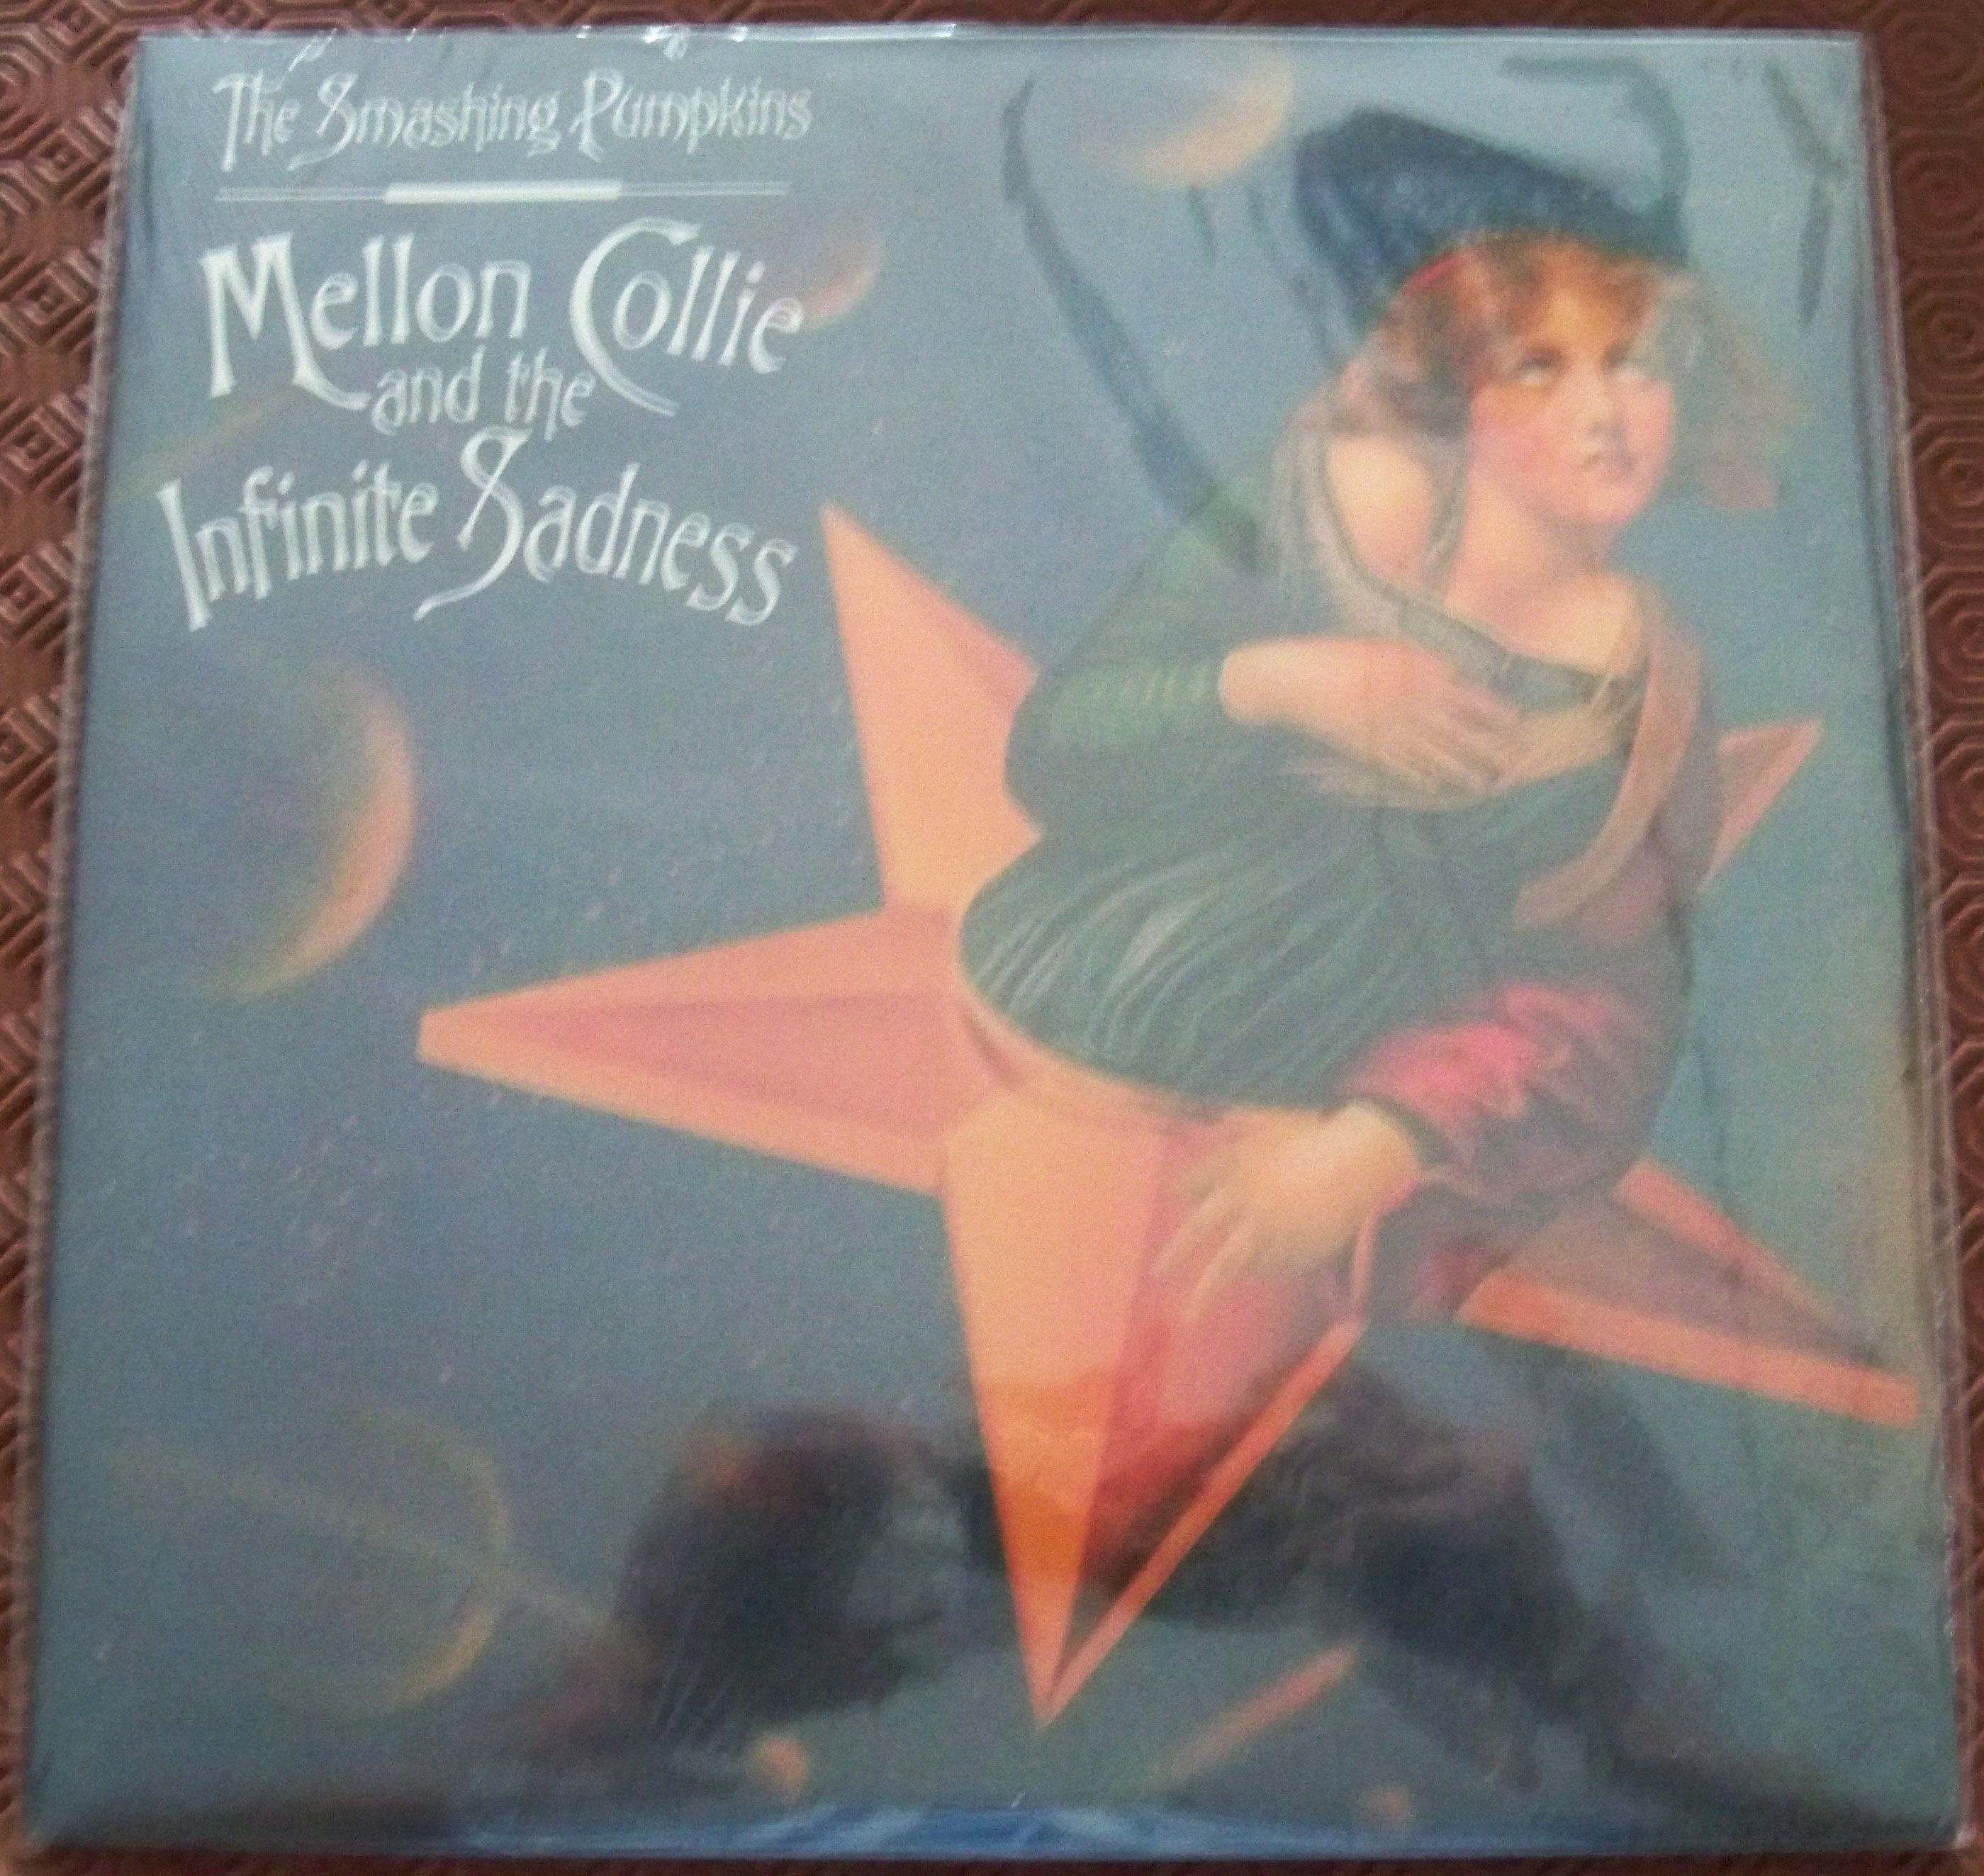 The Smashing Pumpkins
Mellon Collie
and the
Infinite Sadness